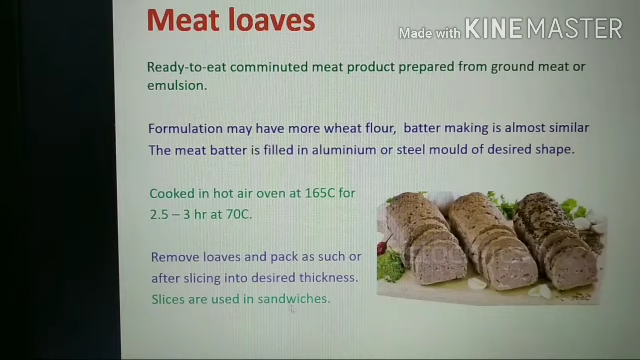 Meat loaves
Made with KINEMASTER
Ready-to-eat comminuted meat product prepared from ground meat or
emulsion.
Formulation may have more wheat flour, batter making is almost similar
The meat batter is filled in aluminium or steel mould of desired shape.
Cooked in hot air oven at 165C for
2.5 – 3 hr at 70C.
Remove loaves and pack as such or
after slicing into desired thickness.
Slices are used in sandwiches.